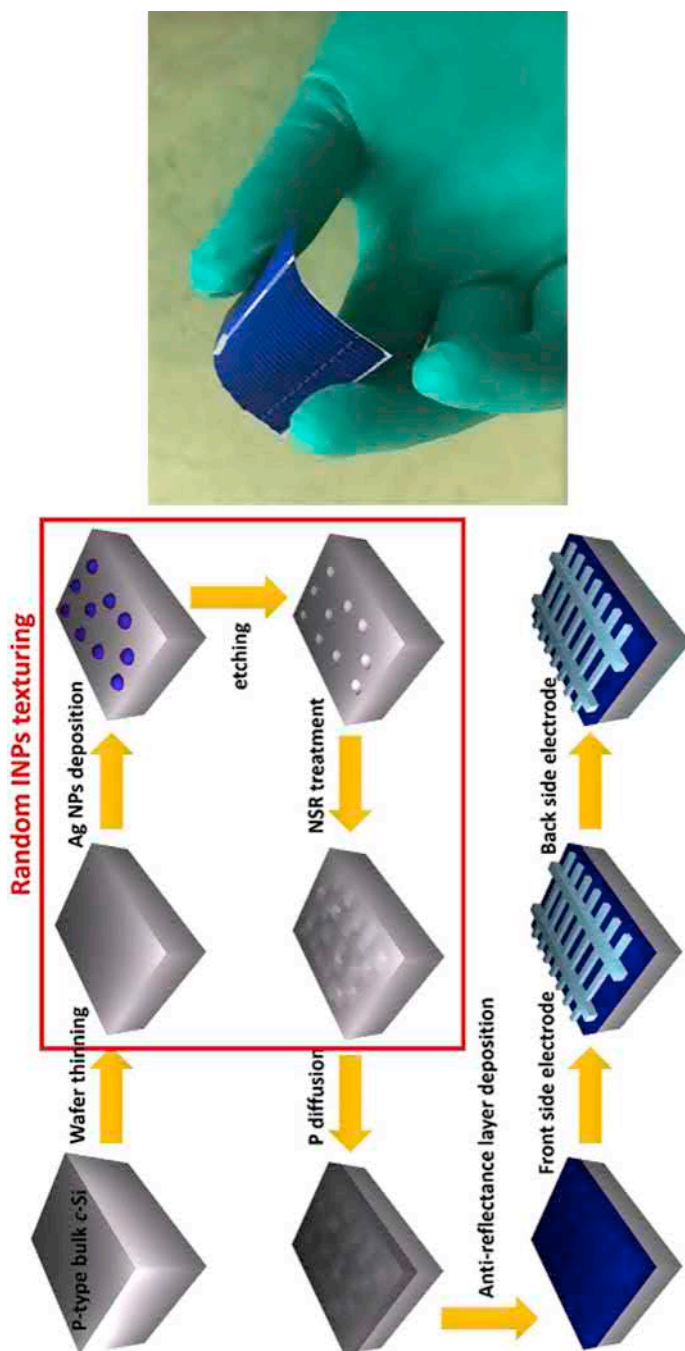 Random INPs texturing
P-type bulk c-Si
Wafer thinning
Ag NPs deposition
etching
NSR treatment
P diffusion
Anti-reflectance layer deposition
Front side electrode
Back side electrode